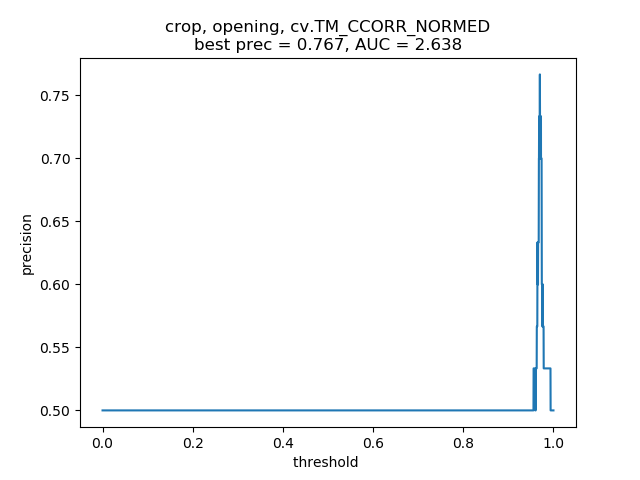 crop, opening, cv.TM_CCORR_NORMED
best prec = 0.767, AUC = 2.638
0.75
0.70
0.65
0.60
0.55
0.50
precision
0.0 0.2 0.4 0.6 0.8 1.0
threshold